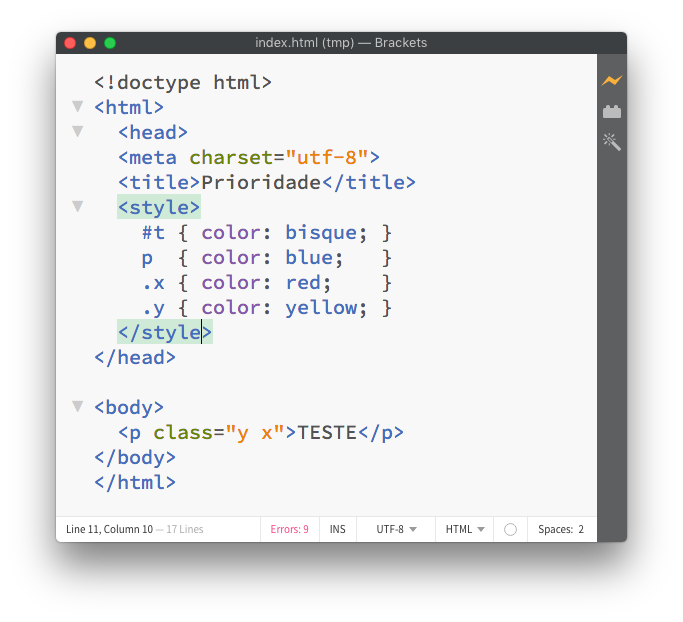 index.html (tmp) — Brackets
<!doctype html>
<html>
<head>
<meta charset="utf-8">
<title>Prioridade</title>
<style>
#t { color: bisque; }
p  { color: blue;   }
.x { color: red;    }
.y { color: yellow; }
</style>
</head>
<body>
<p class="y x">TESTE</p>
</body>
</html>
Line 11, Column 10 — 17 Lines Errors: 9 INS UTF-8 HTML Spaces: 2